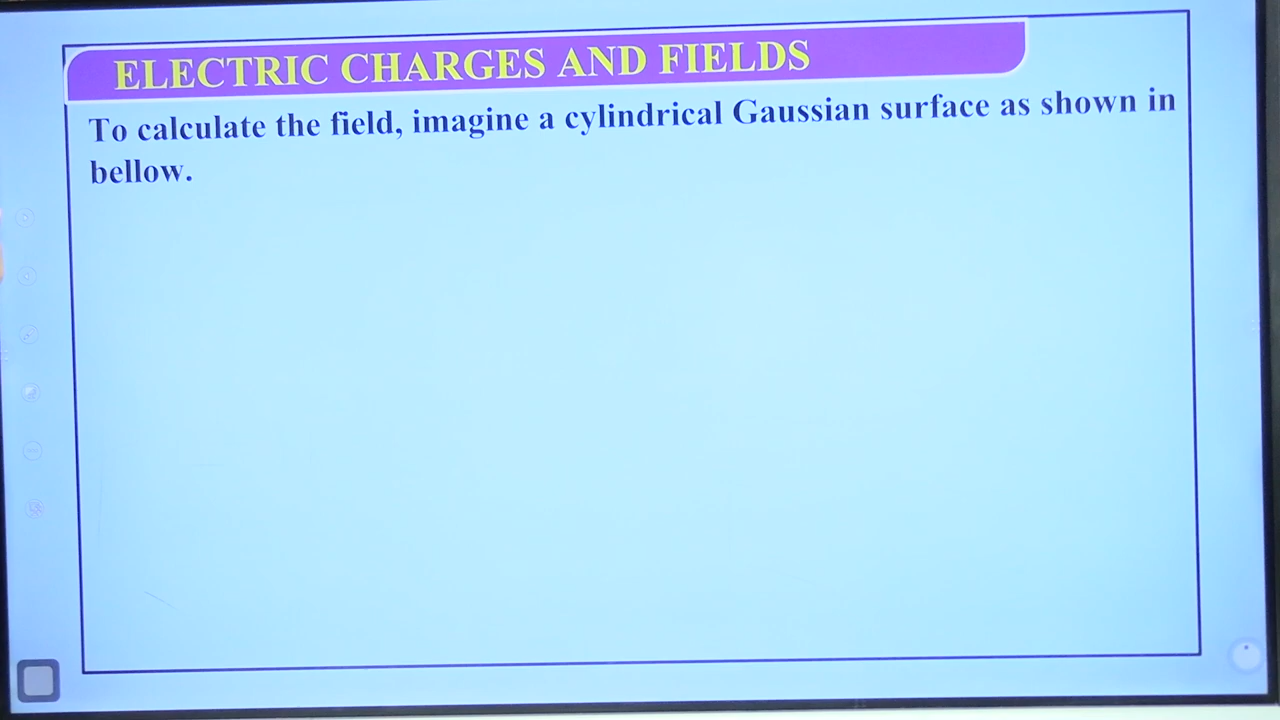 ELECTRIC CHARGES AND FIELDS
To calculate the field, imagine a cylindrical Gaussian surface as shown in
bellow.